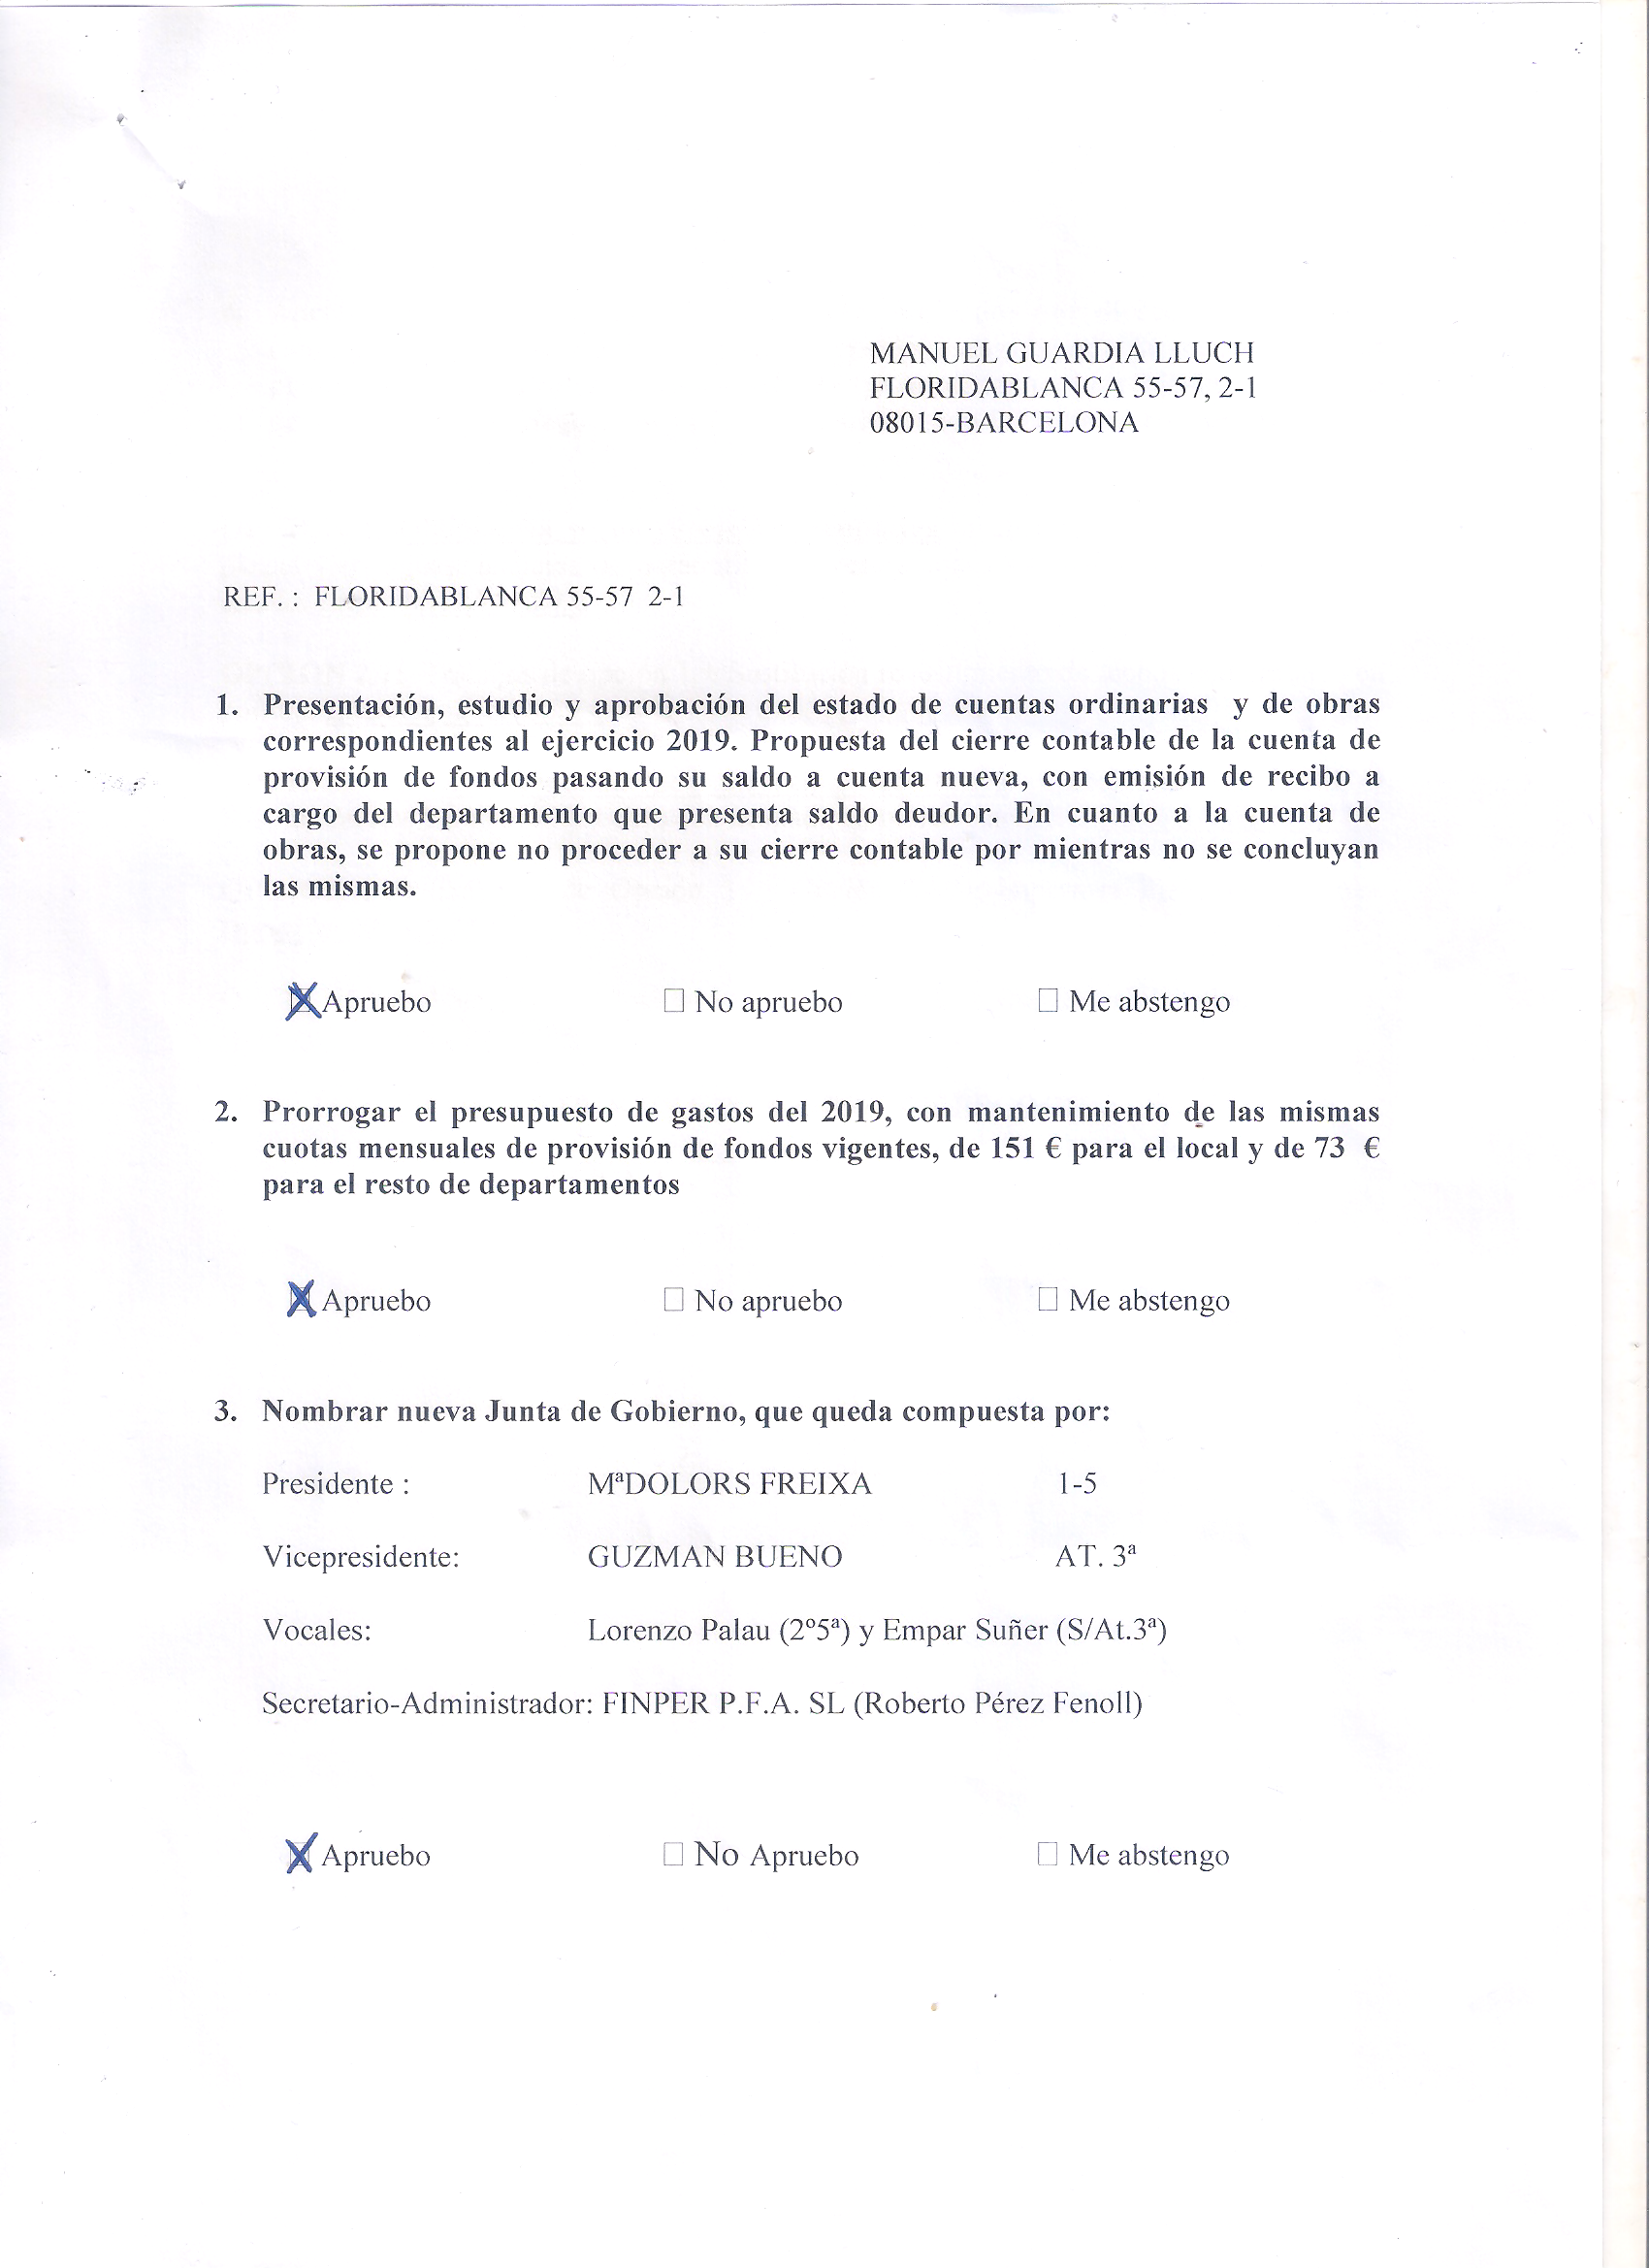 MANUEL GUARDIA LLUCH
FLORIDABLANCA 55-57, 2-1
08015-BARCELONA
REF. : FLORIDABLANCA 55-57 2-1
1. Presentación, estudio y aprobación del estado de cuentas ordinarias y de obras
correspondientes al ejercicio 2019. Propuesta del cierre contable de la cuenta de
provisión de fondos pasando su saldo a cuenta nueva, con emisión de recibo a
cargo del departamento que presenta saldo deudor. En cuanto a la cuenta de
obras, se propone no proceder a su cierre contable por mientras no se concluyan
las mismas.
X Apruebo ☐ No apruebo ☐ Me abstengo
2. Prorrogar el presupuesto de gastos del 2019, con mantenimiento de las mismas
cuotas mensuales de provisión de fondos vigentes, de 151 € para el local y de 73 €
para el resto de departamentos
X Apruebo ☐ No apruebo ☐ Me abstengo
3. Nombrar nueva Junta de Gobierno, que queda compuesta por:
Presidente : MªDOLORS FREIXA 1-5
Vicepresidente: GUZMAN BUENO AT. 3ª
Vocales: Lorenzo Palau (2º5ª) y Empar Suñer (S/At.3ª)
Secretario-Administrador: FINPER P.F.A. SL (Roberto Pérez Fenoll)
X Apruebo ☐ No Apruebo ☐ Me abstengo